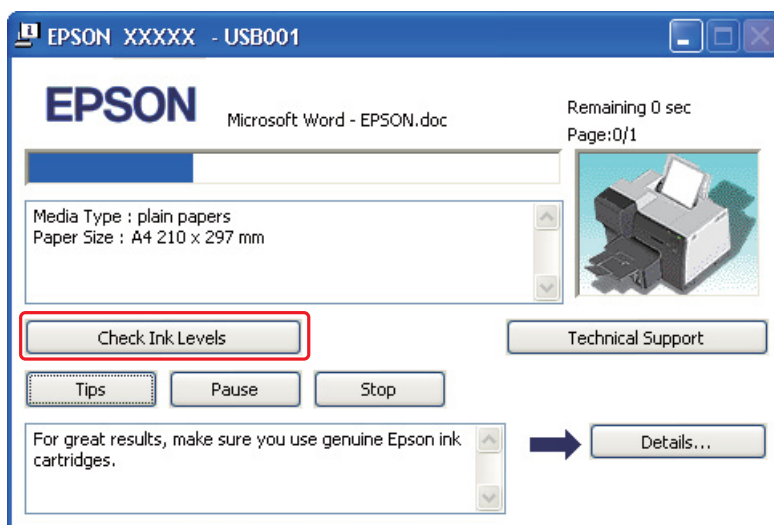 EPSON XXXXX - USB001
EPSON
Microsoft Word - EPSON.doc
Remaining 0 sec
Page:0/1
Media Type : plain papers
Paper Size : A4 210 x 297 mm
Check Ink Levels
Technical Support
Tips
Pause
Stop
For great results, make sure you use genuine Epson ink
cartridges.
Details...